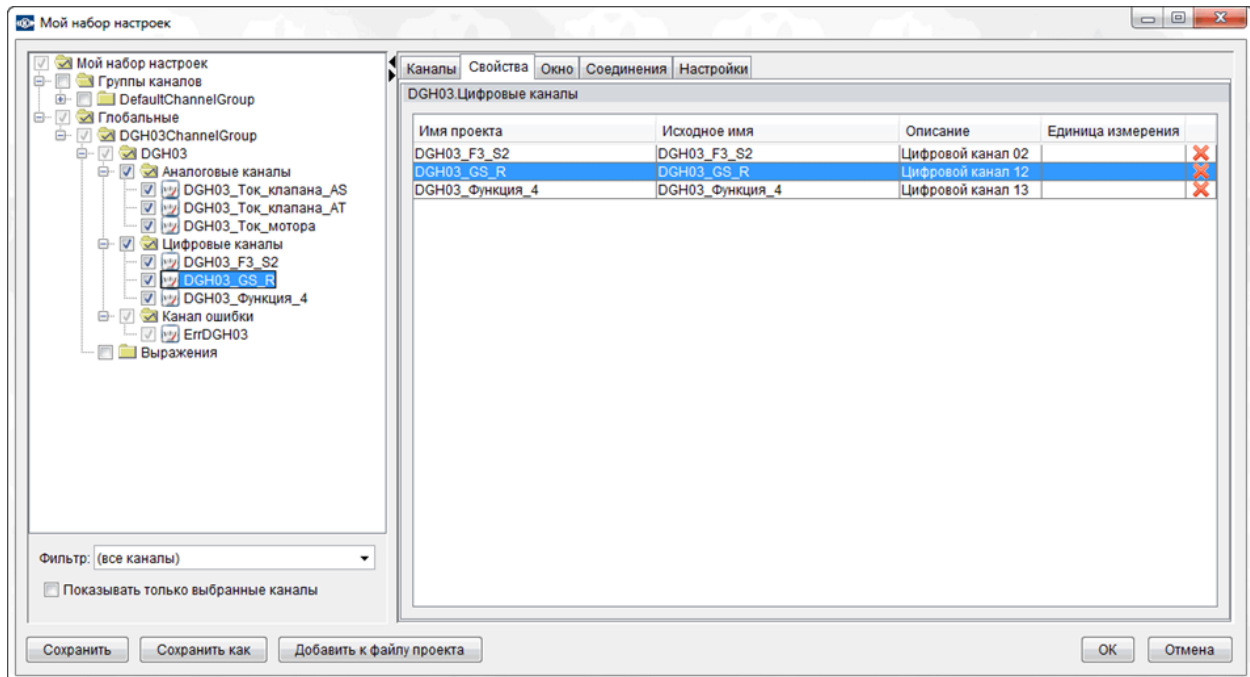 Мой набор настроек
Мой набор настроек
Группы каналов
DefaultChannelGroup
Глобальные
DGH03ChannelGroup
DGH03
Аналоговые каналы
DGH03_Ток_клапана_AS
DGH03_Ток_клапана_AT
DGH03_Ток_мотора
Цифровые каналы
DGH03_F3_S2
DGH03_GS_R
DGH03_Функция_4
Канал ошибки
ErrDGH03
Выражения
Фильтр: (все каналы)
Показывать только выбранные каналы
Каналы Свойства Окно Соединения Настройки
DGH03.Цифровые каналы
Имя проекта Исходное имя Описание Единица измерения
DGH03_F3_S2 DGH03_F3_S2 Цифровой канал 02
DGH03_GS_R DGH03_GS_R Цифровой канал 12
DGH03_Функция_4 DGH03_Функция_4 Цифровой канал 13
Сохранить Сохранить как Добавить к файлу проекта OK Отмена